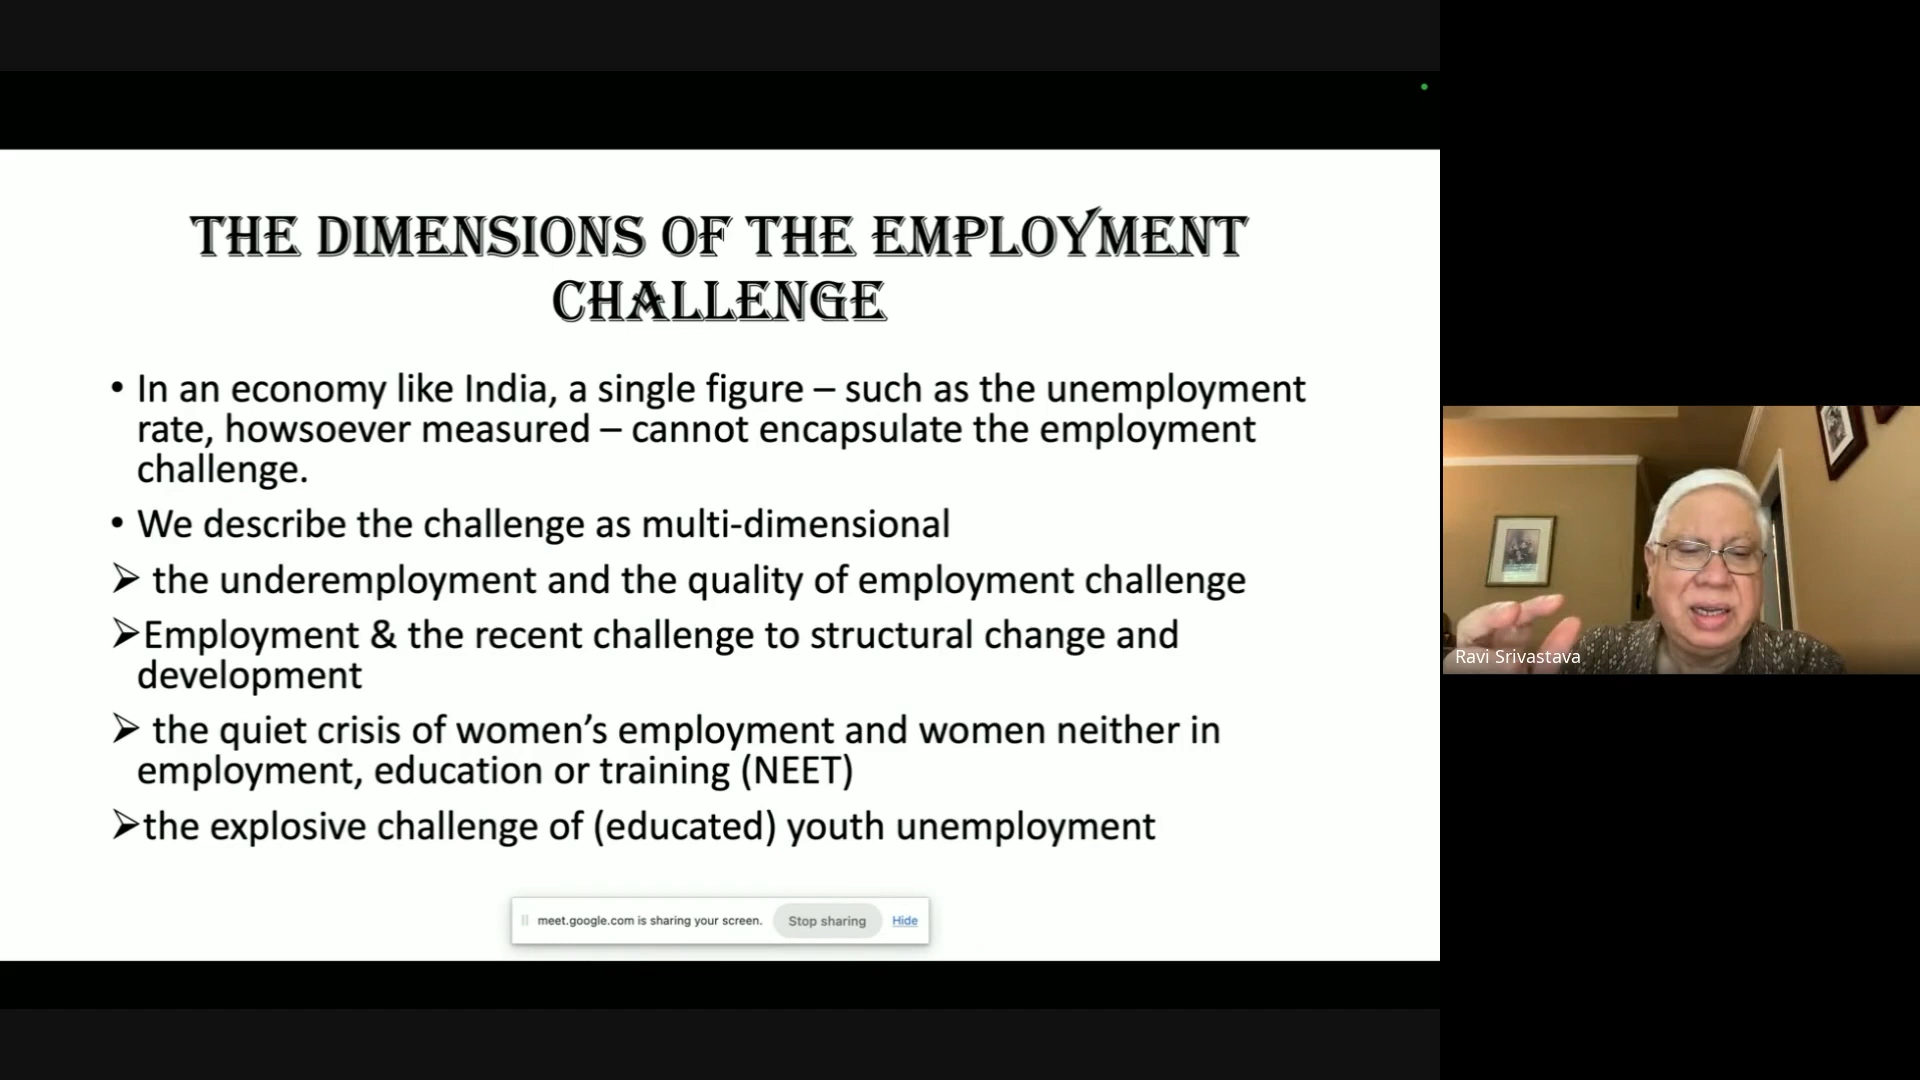 THE DIMENSIONS OF THE EMPLOYMENT
CHALLENGE
• In an economy like India, a single figure – such as the unemployment
rate, howsoever measured – cannot encapsulate the employment
challenge.
• We describe the challenge as multi-dimensional
➢ the underemployment and the quality of employment challenge
➢Employment & the recent challenge to structural change and
development
➢ the quiet crisis of women’s employment and women neither in
employment, education or training (NEET)
➢the explosive challenge of (educated) youth unemployment
meet.google.com is sharing your screen. Stop sharing Hide
Ravi Srivastava